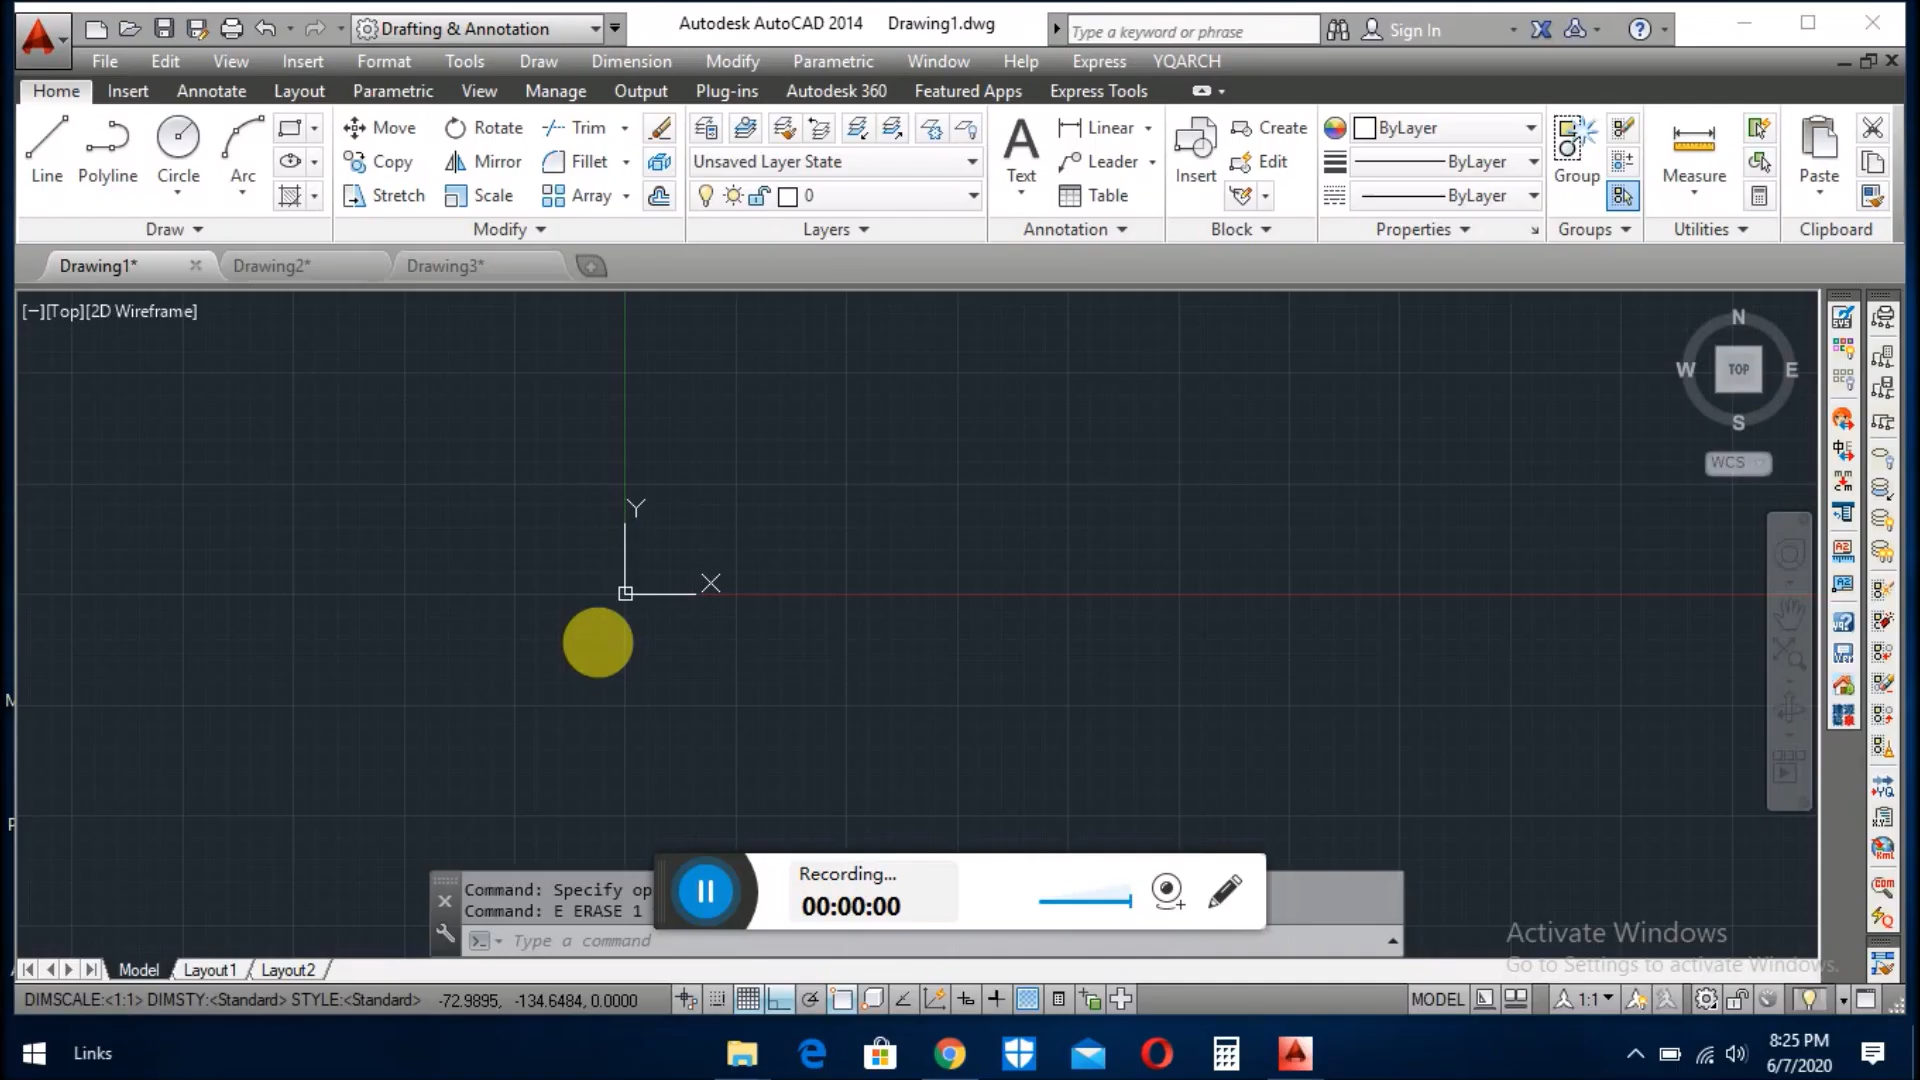 Drafting & Annotation
Autodesk AutoCAD 2014 Drawing1.dwg
Type a keyword or phrase
Sign In
File Edit View Insert Format Tools Draw Dimension Modify Parametric Window Help Express YQARCH
Home Insert Annotate Layout Parametric View Manage Output Plug-ins Autodesk 360 Featured Apps Express Tools
Line Polyline Circle Arc
Move Rotate Trim
Copy Mirror Fillet
Stretch Scale Array
Unsaved Layer State
0
A
Text
Linear
Leader
Table
Insert
Create
Edit
ByLayer
ByLayer
ByLayer
Group
Measure
Paste
Draw Modify Layers Annotation Block Properties Groups Utilities Clipboard
Drawing1* Drawing2* Drawing3*
[−][Top][2D Wireframe]
N
W TOP E
S
WCS
Y
X
Command: Specify op
Command: E ERASE 1
Type a command
Recording...
00:00:00
Activate Windows
Go to Settings to activate Windows.
Model Layout1 Layout2
DIMSCALE:<1:1> DIMSTY:<Standard> STYLE:<Standard> -72.9895, -134.6484, 0.0000
MODEL 1:1
Links
8:25 PM
6/7/2020